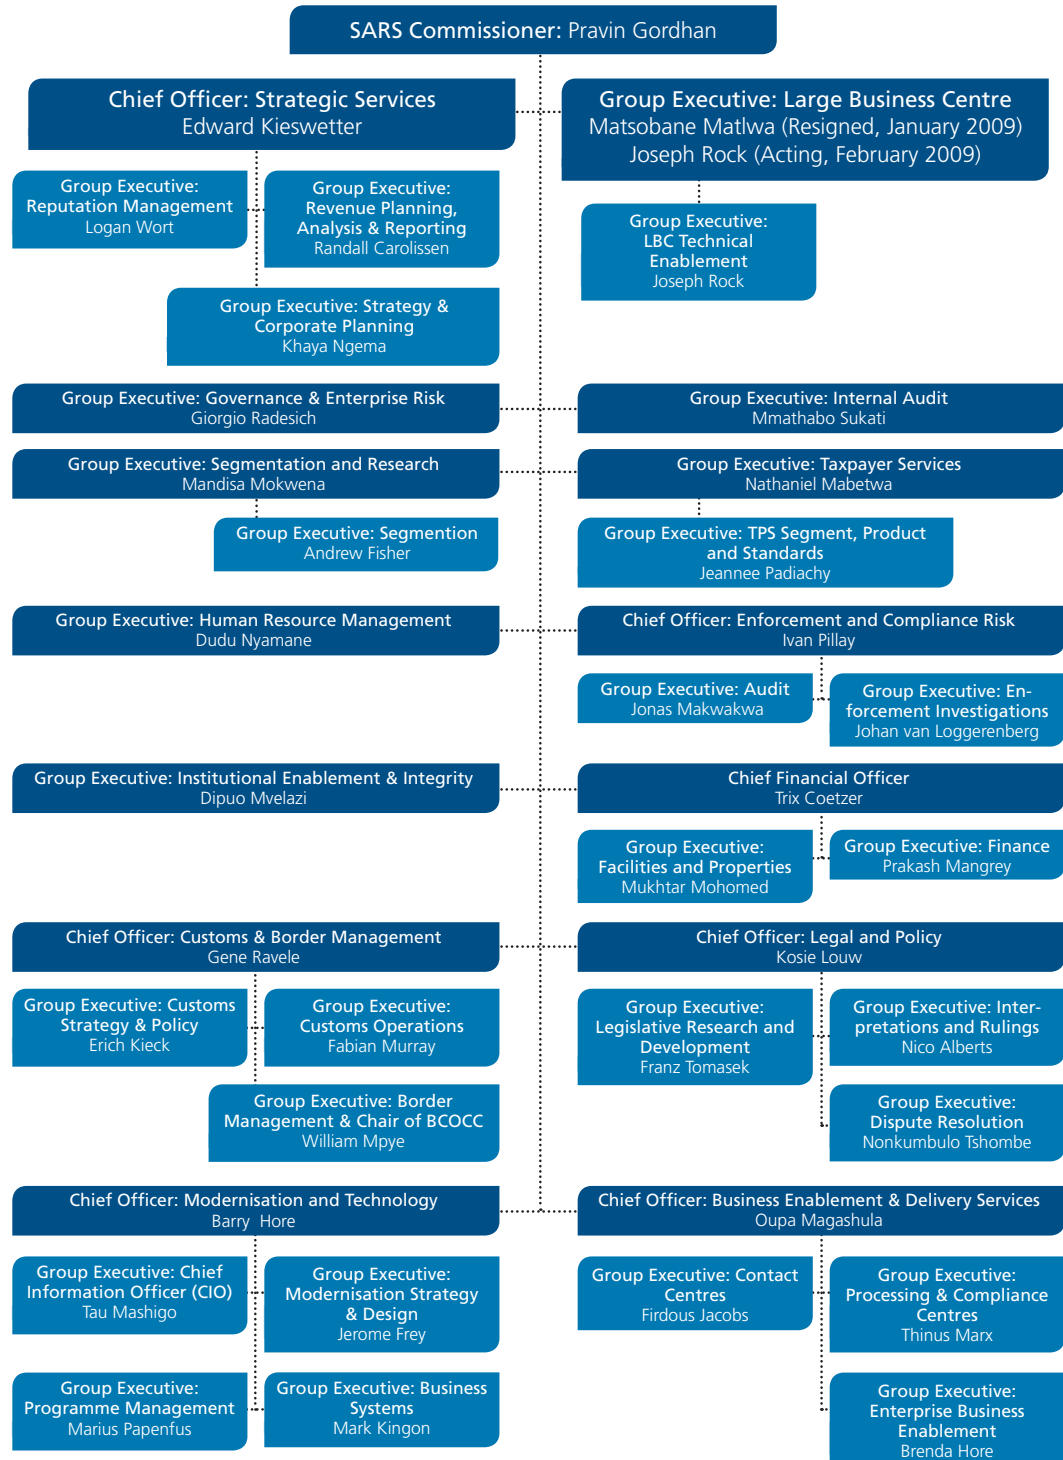 SARS Commissioner: Pravin Gordhan
Chief Officer: Strategic Services
Edward Kieswetter
Group Executive: Large Business Centre
Matsobane Matlwa (Resigned, January 2009)
Joseph Rock (Acting, February 2009)
Group Executive:
Reputation Management
Logan Wort
Group Executive:
Revenue Planning,
Analysis & Reporting
Randall Carolissen
Group Executive:
LBC Technical
Enablement
Joseph Rock
Group Executive: Strategy &
Corporate Planning
Khaya Ngema
Group Executive: Governance & Enterprise Risk
Giorgio Radesich
Group Executive: Internal Audit
Mmathabo Sukati
Group Executive: Segmentation and Research
Mandisa Mokwena
Group Executive: Taxpayer Services
Nathaniel Mabetwa
Group Executive: Segmention
Andrew Fisher
Group Executive: TPS Segment, Product
and Standards
Jeannee Padiachy
Group Executive: Human Resource Management
Dudu Nyamane
Chief Officer: Enforcement and Compliance Risk
Ivan Pillay
Group Executive: Audit
Jonas Makwakwa
Group Executive: En-
forcement Investigations
Johan van Loggerenberg
Group Executive: Institutional Enablement & Integrity
Dipuo Mvelazi
Chief Financial Officer
Trix Coetzer
Group Executive:
Facilities and Properties
Mukhtar Mohomed
Group Executive: Finance
Prakash Mangrey
Chief Officer: Customs & Border Management
Gene Ravele
Chief Officer: Legal and Policy
Kosie Louw
Group Executive: Customs
Strategy & Policy
Erich Kieck
Group Executive:
Customs Operations
Fabian Murray
Group Executive:
Legislative Research and
Development
Franz Tomasek
Group Executive: Inter-
pretations and Rulings
Nico Alberts
Group Executive: Border
Management & Chair of BCOCC
William Mpye
Group Executive:
Dispute Resolution
Nonkumbulo Tshombe
Chief Officer: Modernisation and Technology
Barry Hore
Chief Officer: Business Enablement & Delivery Services
Oupa Magashula
Group Executive: Chief
Information Officer (CIO)
Tau Mashigo
Group Executive:
Modernisation Strategy
& Design
Jerome Frey
Group Executive: Contact
Centres
Firdous Jacobs
Group Executive:
Processing & Compliance
Centres
Thinus Marx
Group Executive:
Programme Management
Marius Papenfus
Group Executive: Business
Systems
Mark Kingon
Group Executive:
Enterprise Business
Enablement
Brenda Hore